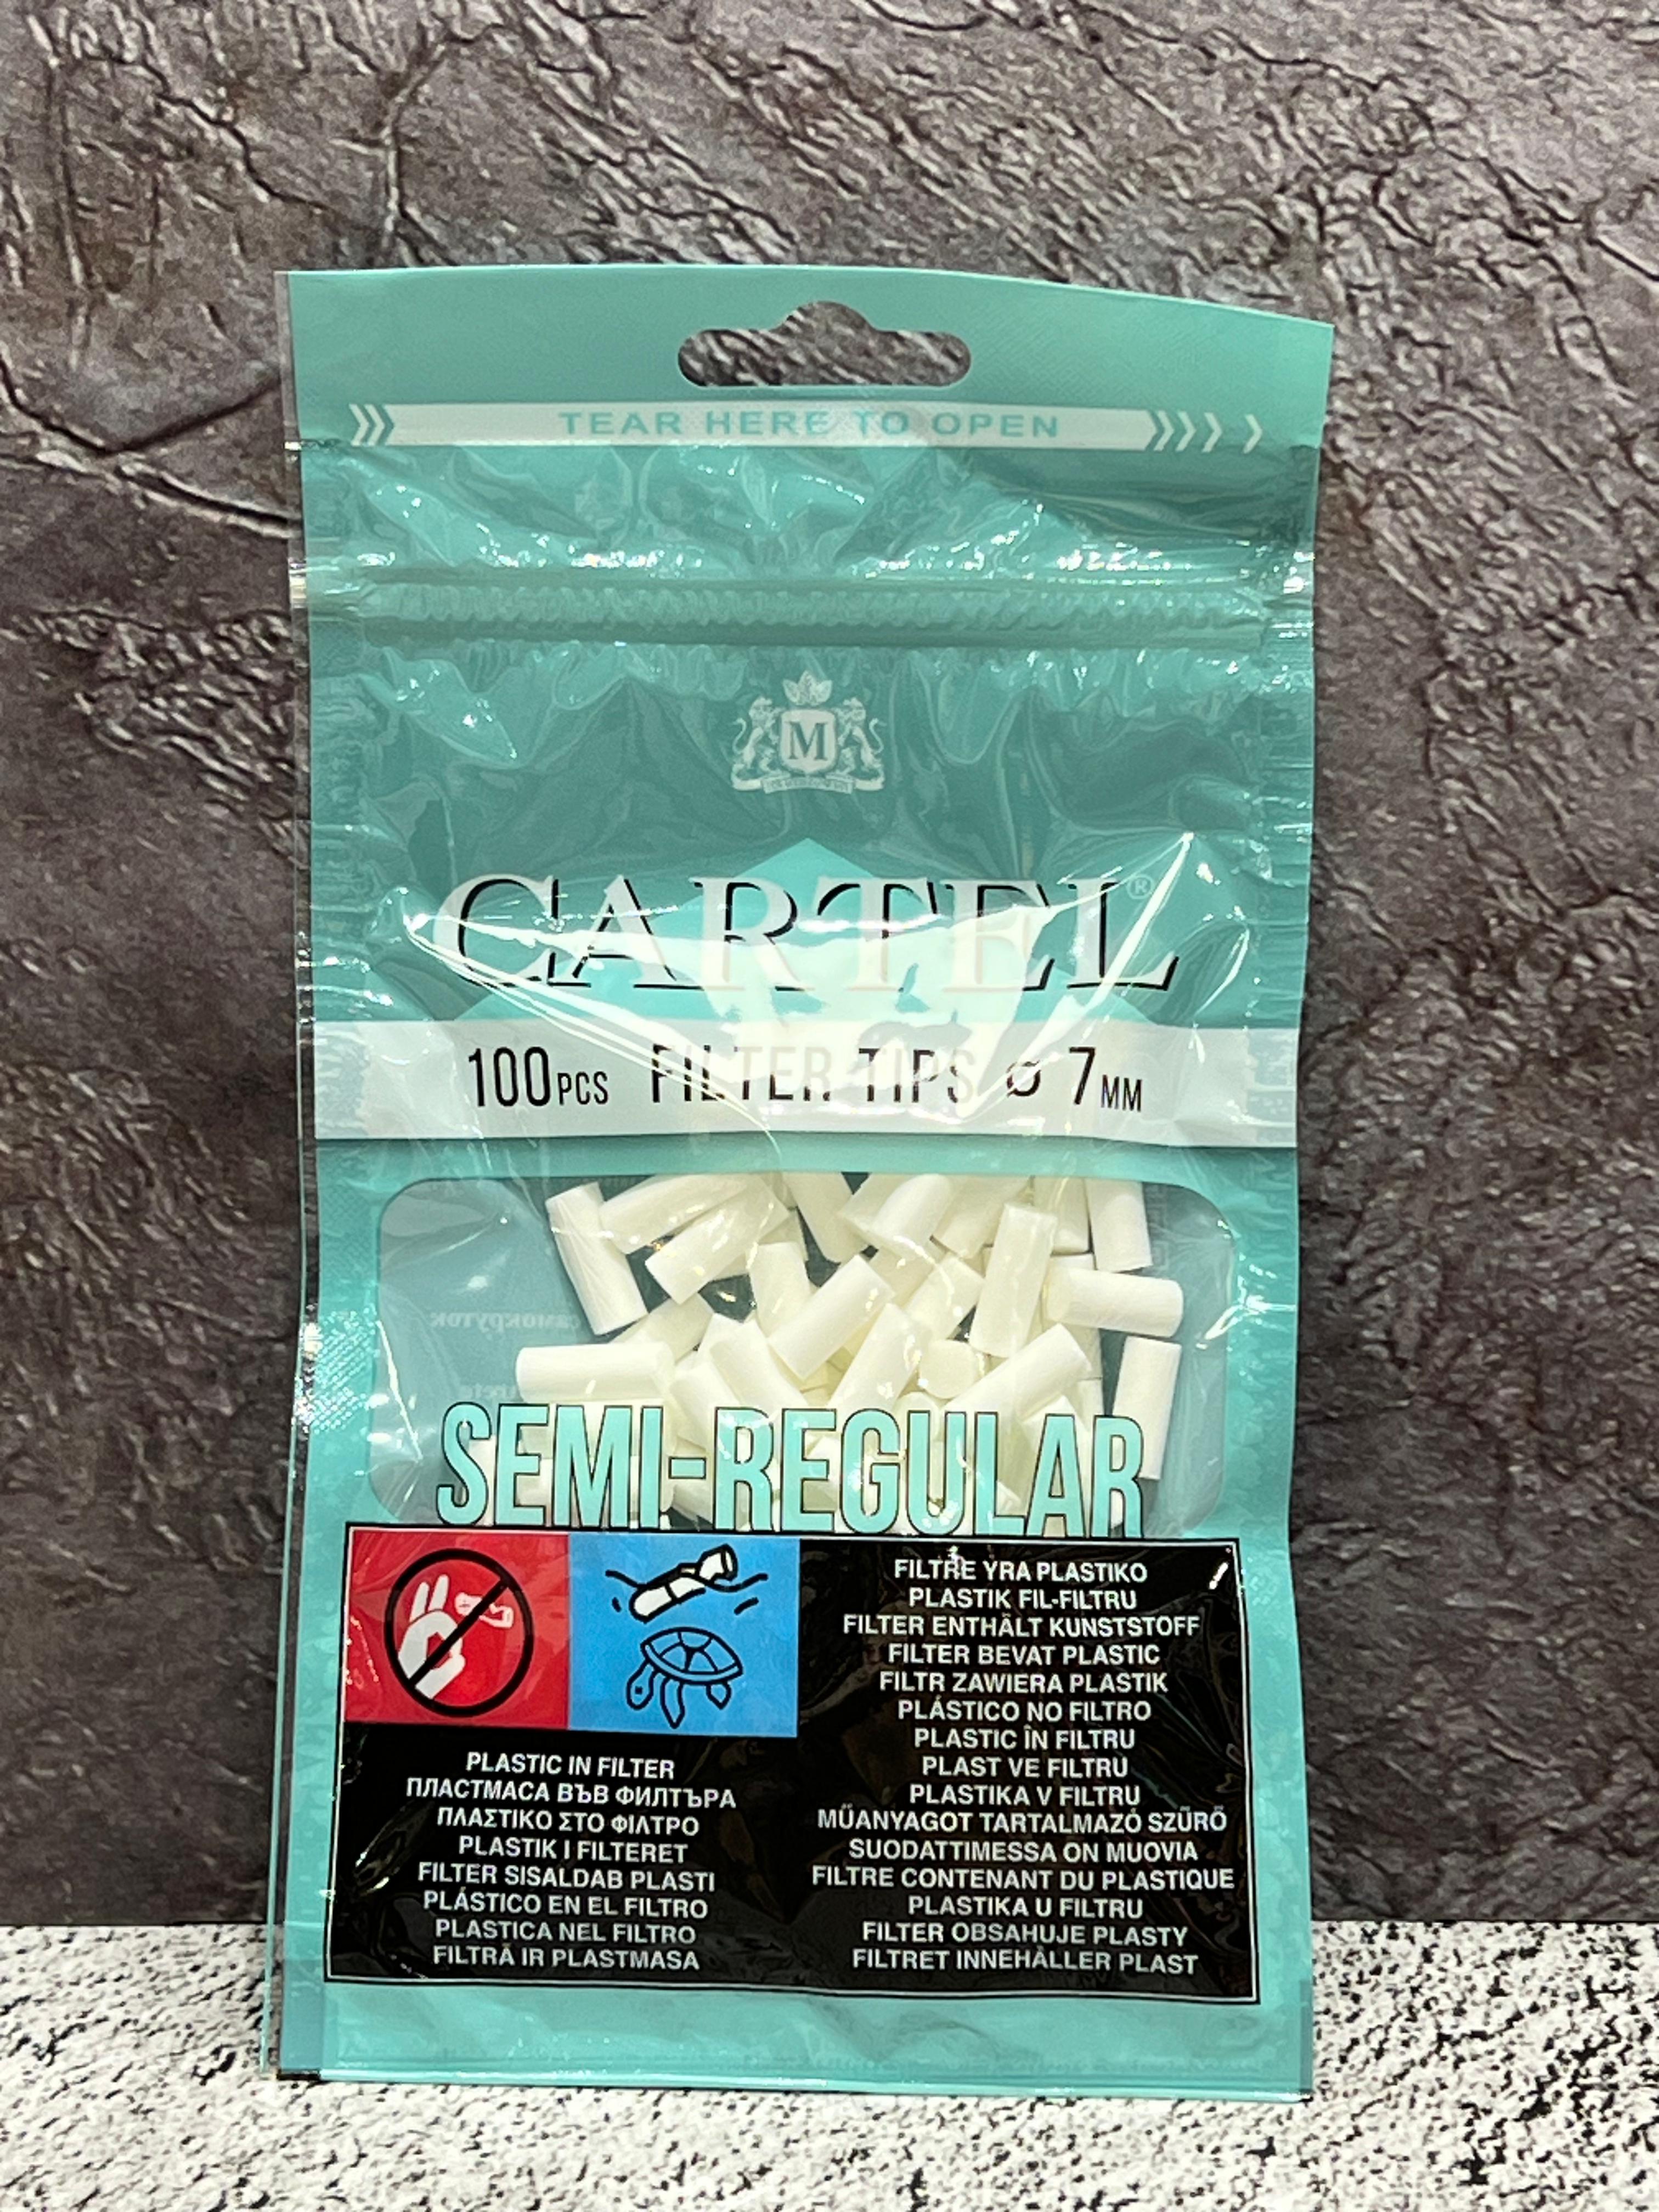 TEAR HERE TO OPEN
M
CARTEL®
100PCS FILTER TIPS Ø 7MM
самокруток
SEMI-REGULAR
PLASTIC IN FILTER
ПЛАСТМАСА ВЪВ ФИЛТЪРА
ΠΛΑΣΤΙΚΟ ΣΤΟ ΦΙΛΤΡΟ
PLASTIK I FILTERET
FILTER SISALDAB PLASTI
PLÁSTICO EN EL FILTRO
PLASTICA NEL FILTRO
FILTRĀ IR PLASTMASA
FILTRE YRA PLASTIKO
PLASTIK FIL-FILTRU
FILTER ENTHÄLT KUNSTSTOFF
FILTER BEVAT PLASTIC
FILTR ZAWIERA PLASTIK
PLÁSTICO NO FILTRO
PLASTIC ÎN FILTRU
PLAST VE FILTRU
PLASTIKA V FILTRU
MŰANYAGOT TARTALMAZÓ SZŰRŐ
SUODATTIMESSA ON MUOVIA
FILTRE CONTENANT DU PLASTIQUE
PLASTIKA U FILTRU
FILTER OBSAHUJE PLASTY
FILTRET INNEHÅLLER PLAST